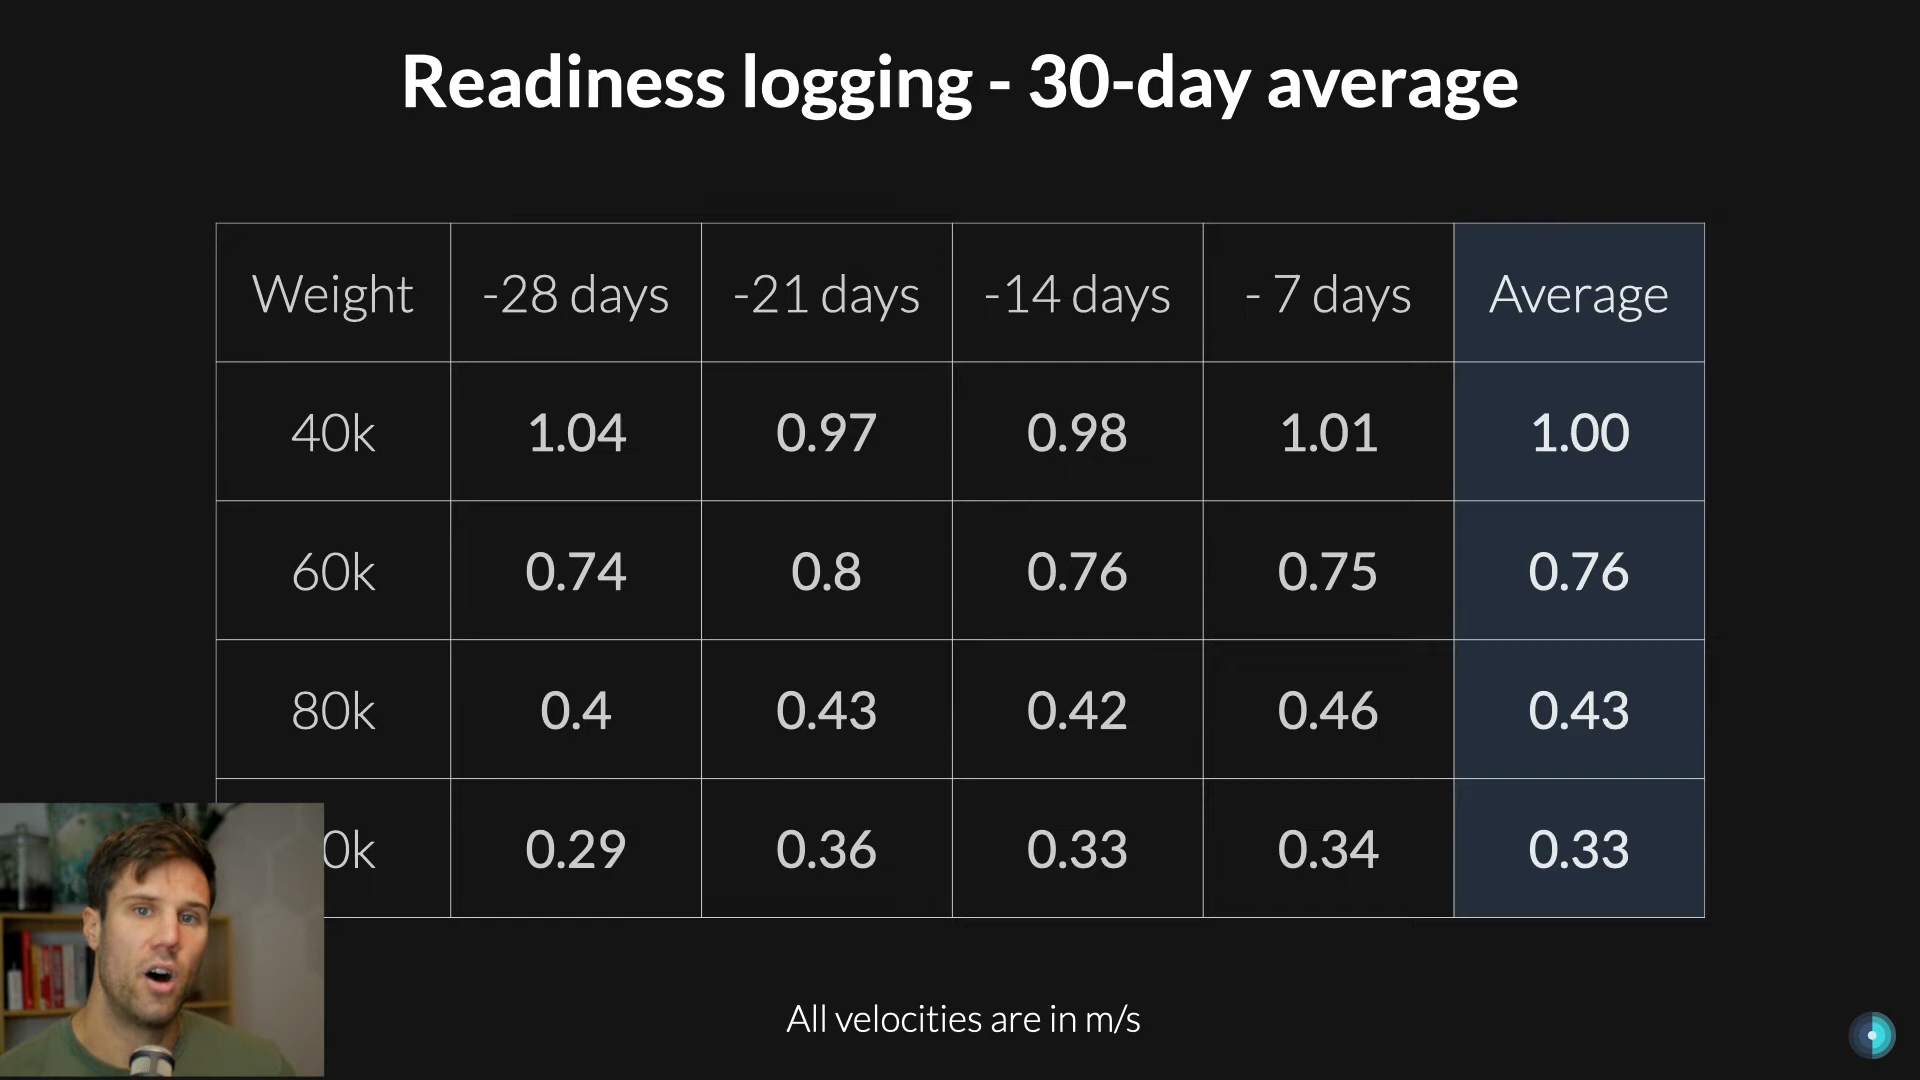 Readiness logging - 30-day average
Weight -28 days -21 days -14 days - 7 days Average
40k 1.04 0.97 0.98 1.01 1.00
60k 0.74 0.8 0.76 0.75 0.76
80k 0.4 0.43 0.42 0.46 0.43
0k 0.29 0.36 0.33 0.34 0.33
All velocities are in m/s